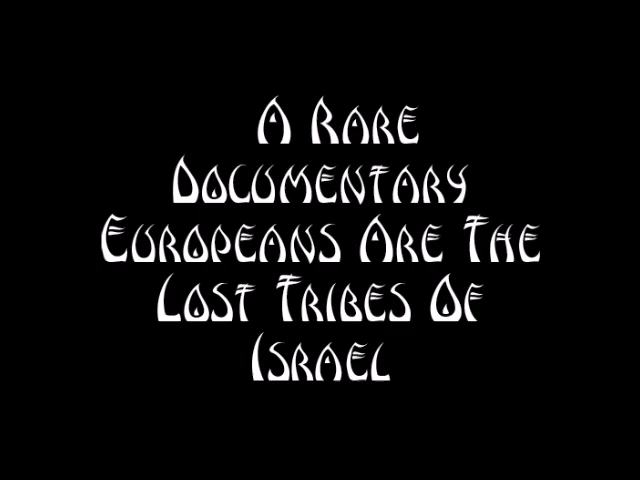 A Rare
Documentary
Europeans Are The
Lost Tribes Of
Israel